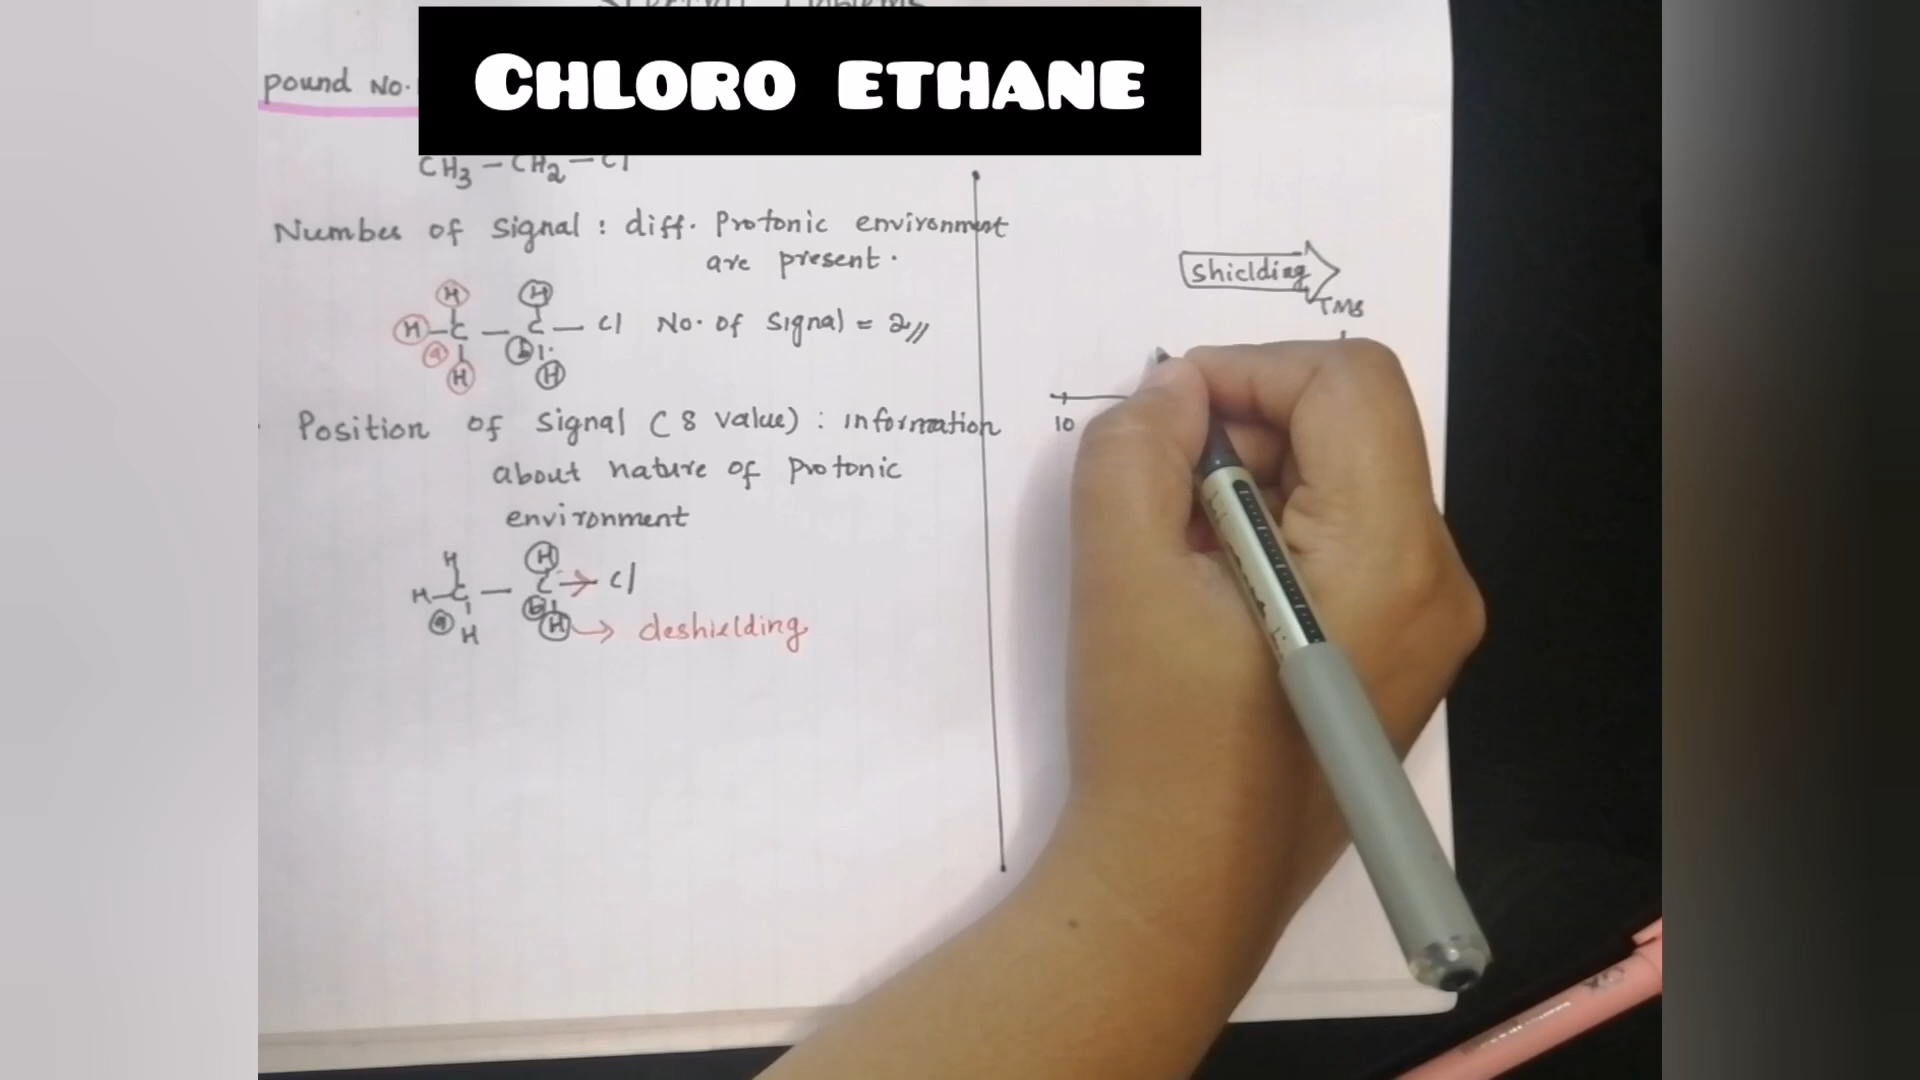 CHLORO ETHANE
pound No.
CH3 - CH2 - Cl
Number of signal : diff. Protonic environment
are present.
shielding
TMS
H H
H - C - C - Cl No. of signal = 2//
a b
H H
10
Position of signal ( δ value) : information
about nature of protonic
environment
H H
H - C - C → Cl
a b
H H → deshielding